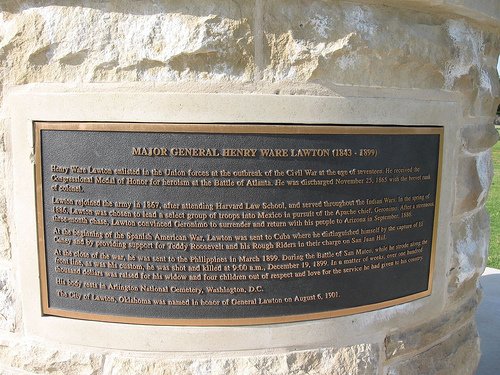 MAJOR GENERAL HENRY WARE LAWTON (1843 - 1899)
Henry Ware Lawton enlisted in the Union forces at the outbreak of the Civil War at the age of seventeen. He received the
Congressional Medal of Honor for heroism at the Battle of Atlanta. He was discharged November 25, 1865 with the brevet rank
of colonel.
Lawton rejoined the army in 1867, after attending Harvard Law School, and served throughout the Indian Wars. In the spring of
1886, Lawton was chosen to lead a select group of troops into Mexico in pursuit of the Apache chief, Geronimo. After a strenuous
three month chase, Lawton convinced Geronimo to surrender and return with his people to Arizona in September, 1886.
At the beginning of the Spanish American War, Lawton was sent to Cuba where he distinguished himself by the capture of El
Caney and by providing support for Teddy Roosevelt and his Rough Riders in their charge on San Juan Hill.
At the close of the war, he was sent to the Philippines in March 1899. During the Battle of San Mateo, while he strode along the
front line, as was his custom, he was shot and killed at 9:00 a.m., December 19, 1899. In a matter of weeks, over one hundred
thousand dollars was raised for his widow and four children out of respect and love for the service he had given to his country.
His body rests in Arlington National Cemetery, Washington, D.C.
The City of Lawton, Oklahoma was named in honor of General Lawton on August 6, 1901.